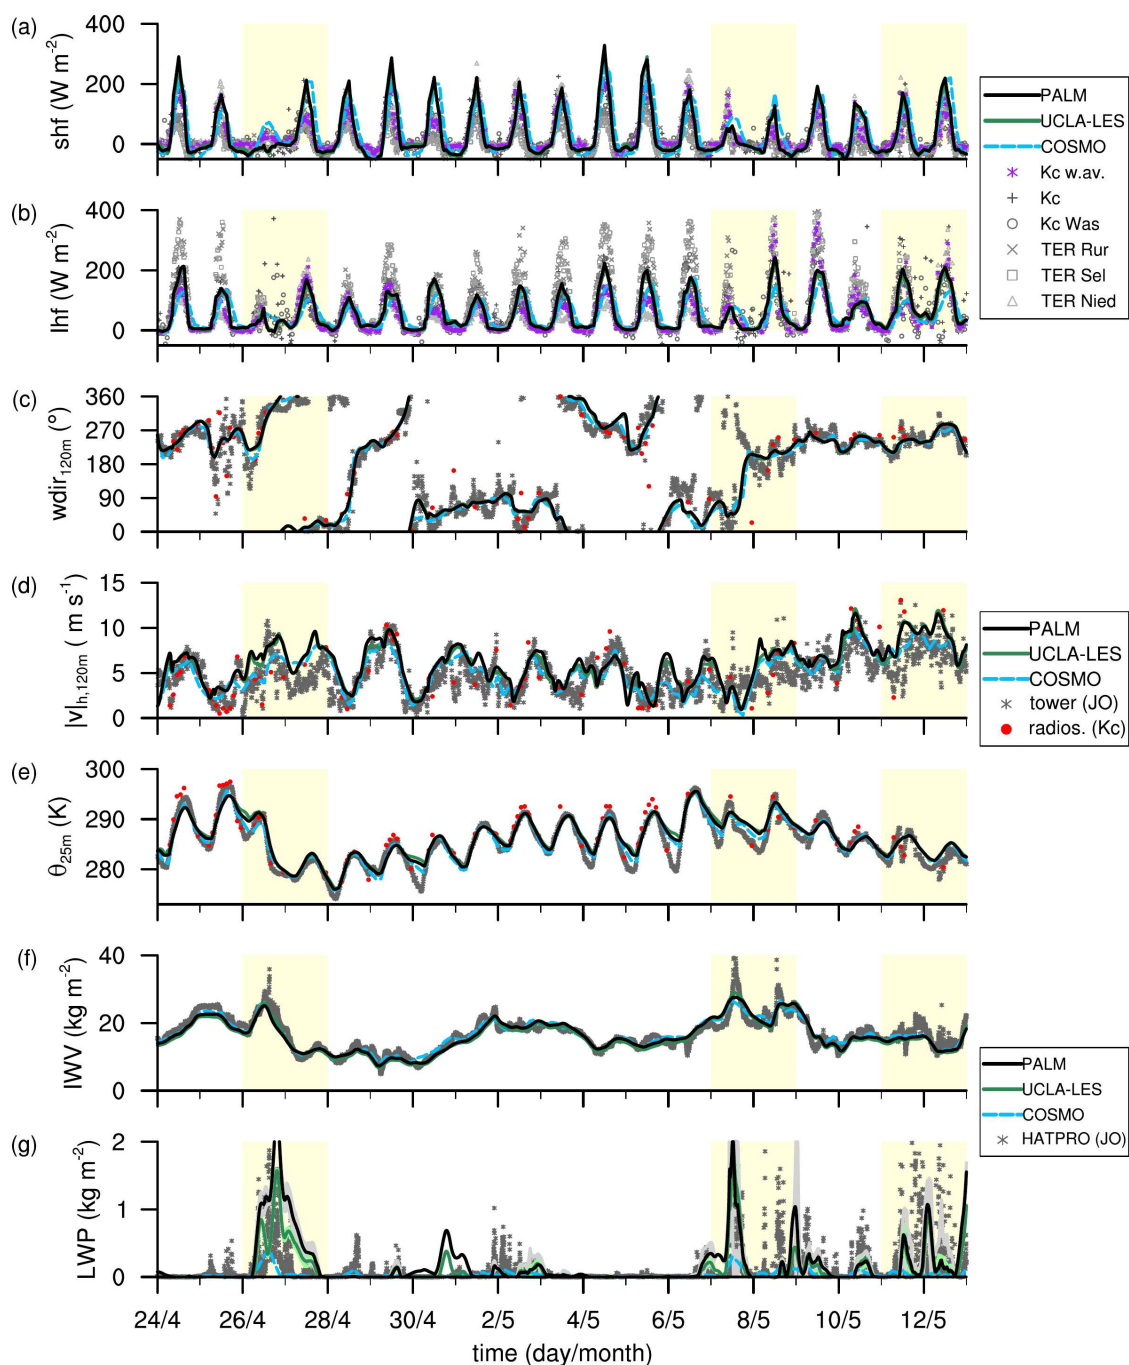 (a)
shf (W m-2)
400
200
0
PALM
UCLA-LES
COSMO
Kc w.av.
Kc
Kc Was
TER Rur
TER Sel
TER Nied
(b)
lhf (W m-2)
400
200
0
(c)
wdir120m (°)
360
270
180
90
0
(d)
|v|h,120m ( m s-1)
15
10
5
0
PALM
UCLA-LES
COSMO
tower (JO)
radios. (Kc)
(e)
θ25m (K)
300
290
280
(f)
IWV (kg m-2)
40
20
0
PALM
UCLA-LES
COSMO
HATPRO (JO)
(g)
LWP (kg m-2)
2
1
0
24/4 26/4 28/4 30/4 2/5 4/5 6/5 8/5 10/5 12/5
time (day/month)